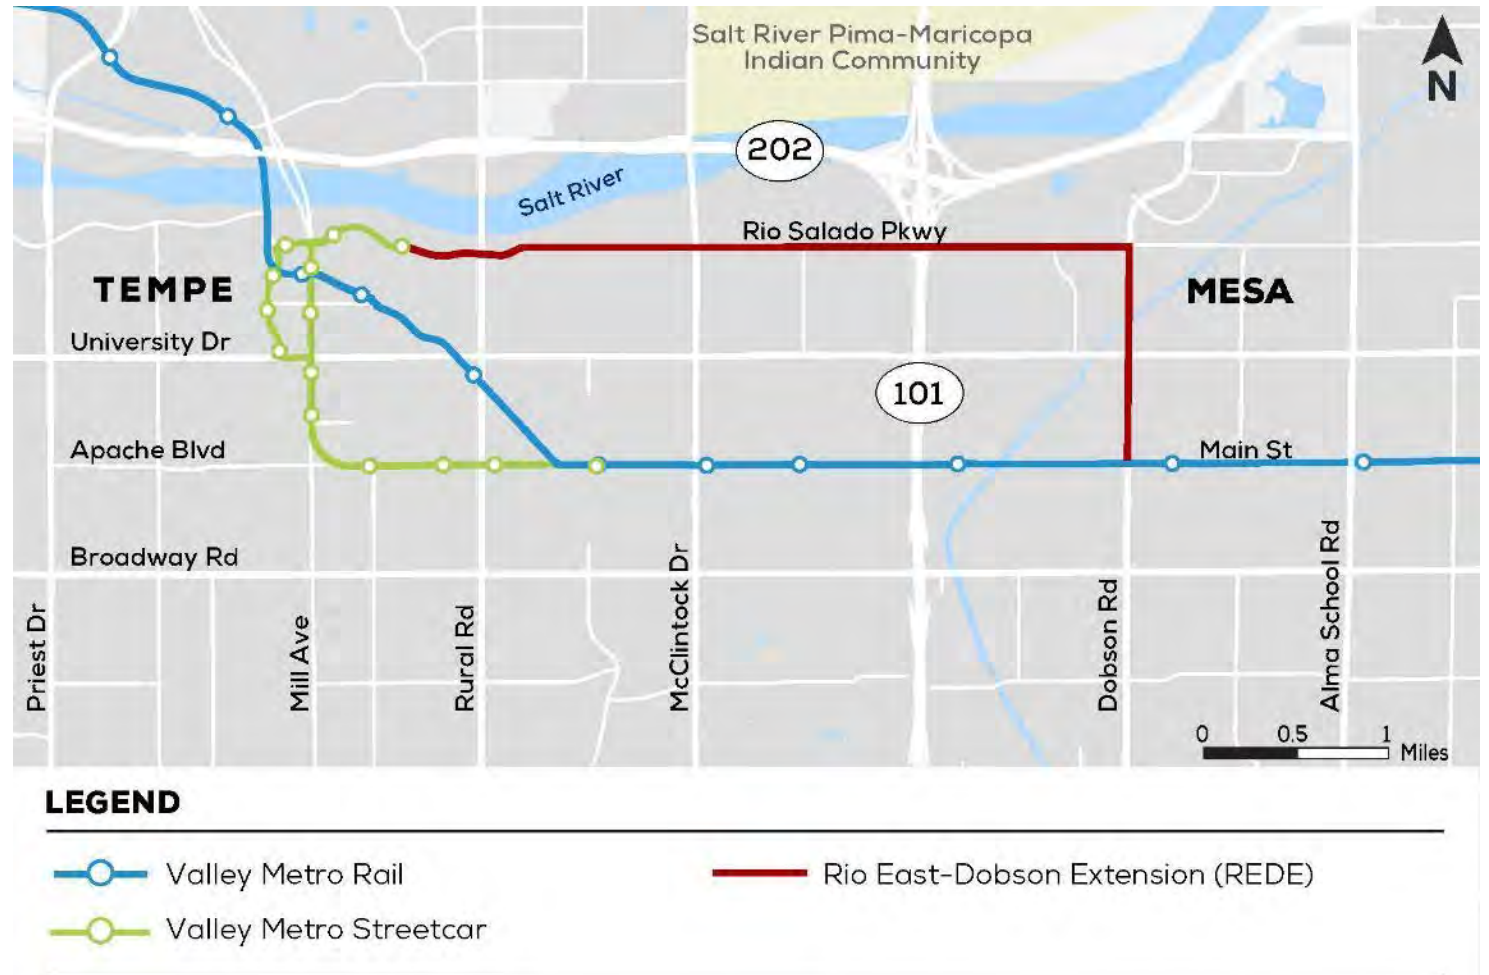 Salt River Pima-Maricopa
Indian Community
N
202
Salt River
Rio Salado Pkwy
TEMPE
MESA
University Dr
101
Apache Blvd
Main St
Broadway Rd
Priest Dr
Mill Ave
Rural Rd
McClintock Dr
Dobson Rd
Alma School Rd
0 0.5 1
Miles
LEGEND
Valley Metro Rail
Rio East-Dobson Extension (REDE)
Valley Metro Streetcar